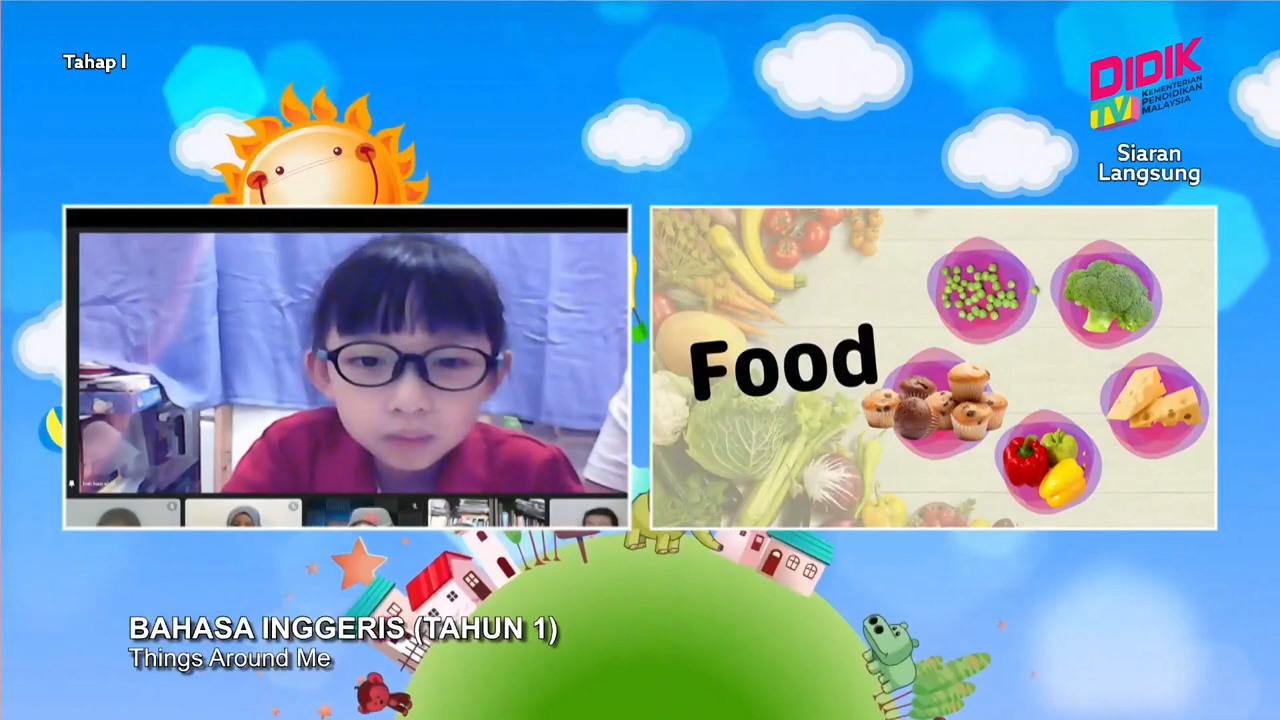 Tahap I
DIDIK
TV
KEMENTERIAN
PENDIDIKAN
MALAYSIA
Siaran
Langsung
Food
BAHASA INGGERIS (TAHUN 1)
Things Around Me